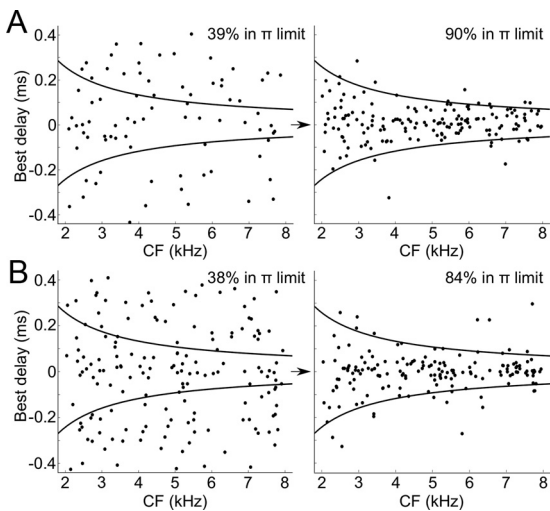 A
39% in π limit
90% in π limit
Best delay (ms)
0.4
0.2
0
-0.2
-0.4
2 3 4 5 6 7 8
2 3 4 5 6 7 8
CF (kHz)
CF (kHz)
B
38% in π limit
84% in π limit
Best delay (ms)
0.4
0.2
0
-0.2
-0.4
2 3 4 5 6 7 8
2 3 4 5 6 7 8
CF (kHz)
CF (kHz)